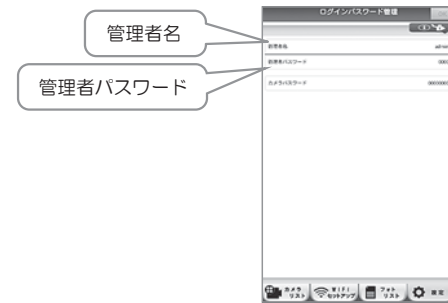 ログインパスワード管理
管理者名
管理者パスワード
管理者名
管理者パスワード
カメラパスワード
カメラ
リスト
WIFI
セットアップ
フォト
リスト
設定